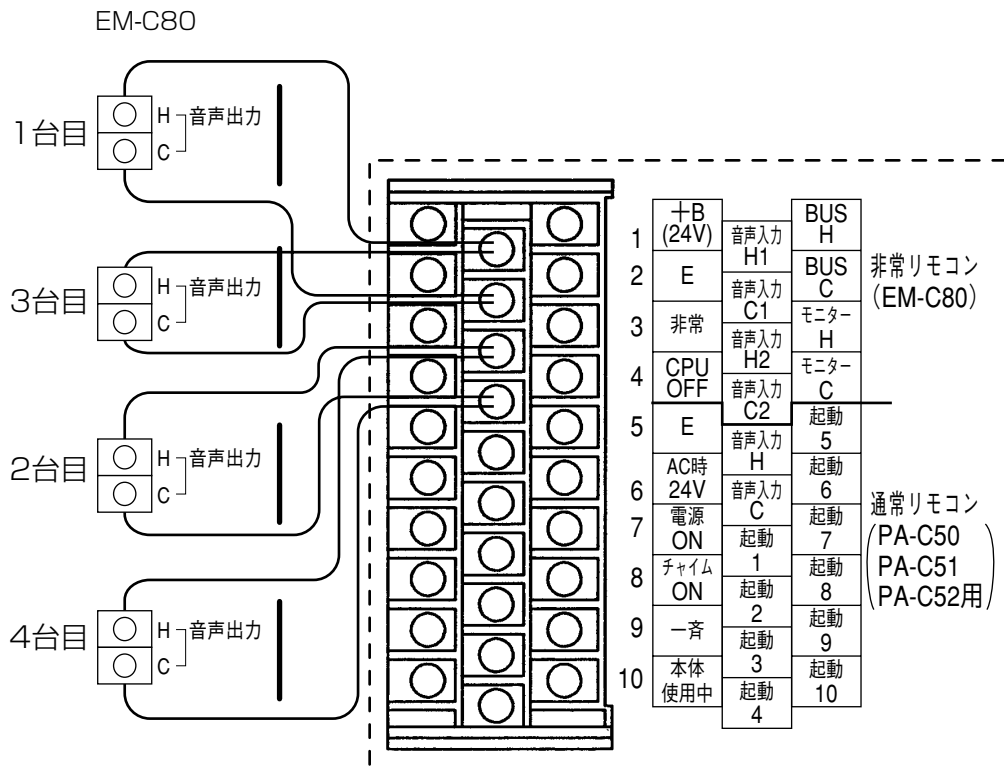 EM-C80
1台目
H
音声出力
C
3台目
H
音声出力
C
2台目
H
音声出力
C
4台目
H
音声出力
C
1
2
3
4
5
6
7
8
9
10
+B
(24V)
E
非常
CPU
OFF
E
AC時
24V
電源
ON
チャイム
ON
一斉
本体
使用中
音声入力
H1
音声入力
C1
音声入力
H2
音声入力
C2
音声入力
H
音声入力
C
起動
1
起動
2
起動
3
起動
4
BUS
H
BUS
C
モニター
H
モニター
C
起動
5
起動
6
起動
7
起動
8
起動
9
起動
10
非常リモコン
(EM-C80)
通常リモコン
(PA-C50
PA-C51
PA-C52用)